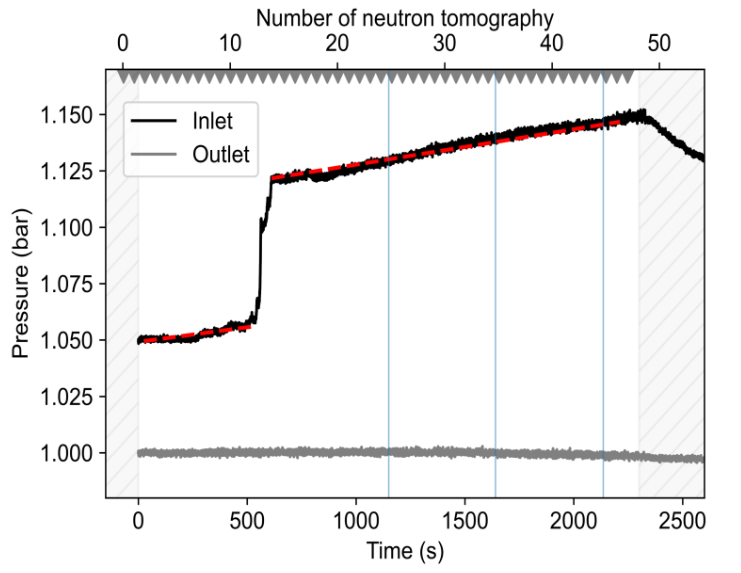 Number of neutron tomography
0 10 20 30 40 50
Inlet
Outlet
1.150
1.125
1.100
1.075
1.050
1.025
1.000
Pressure (bar)
0 500 1000 1500 2000 2500
Time (s)